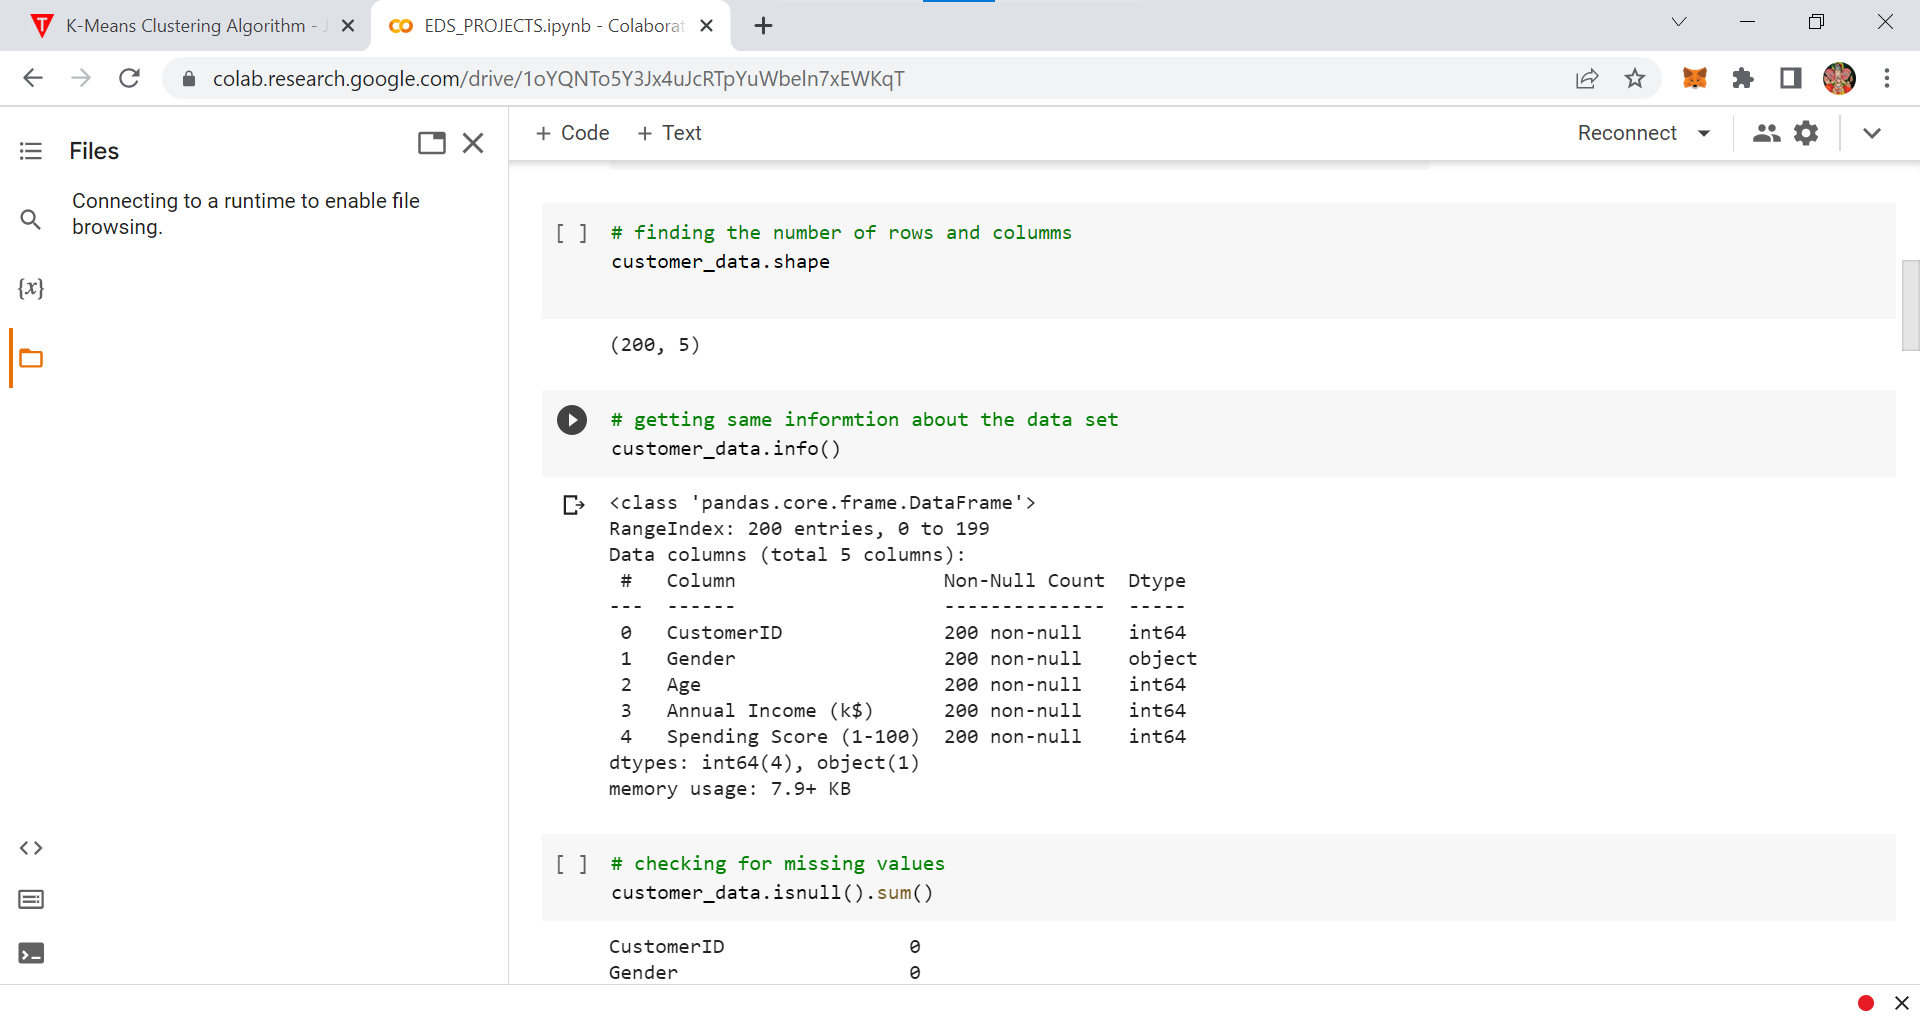 K-Means Clustering Algorithm -
EDS_PROJECTS.ipynb - Colaborat
colab.research.google.com/drive/1oYQNTo5Y3Jx4uJcRTpYuWbeln7xEWKqT
Files
Connecting to a runtime to enable file
browsing.
{x}
+ Code + Text
Reconnect
[ ] # finding the number of rows and columms
customer_data.shape
(200, 5)
# getting same informtion about the data set
customer_data.info()
<class 'pandas.core.frame.DataFrame'>
RangeIndex: 200 entries, 0 to 199
Data columns (total 5 columns):
# Column Non-Null Count Dtype
--- ------ -------------- -----
0 CustomerID 200 non-null int64
1 Gender 200 non-null object
2 Age 200 non-null int64
3 Annual Income (k$) 200 non-null int64
4 Spending Score (1-100) 200 non-null int64
dtypes: int64(4), object(1)
memory usage: 7.9+ KB
[ ] # checking for missing values
customer_data.isnull().sum()
CustomerID 0
Gender 0